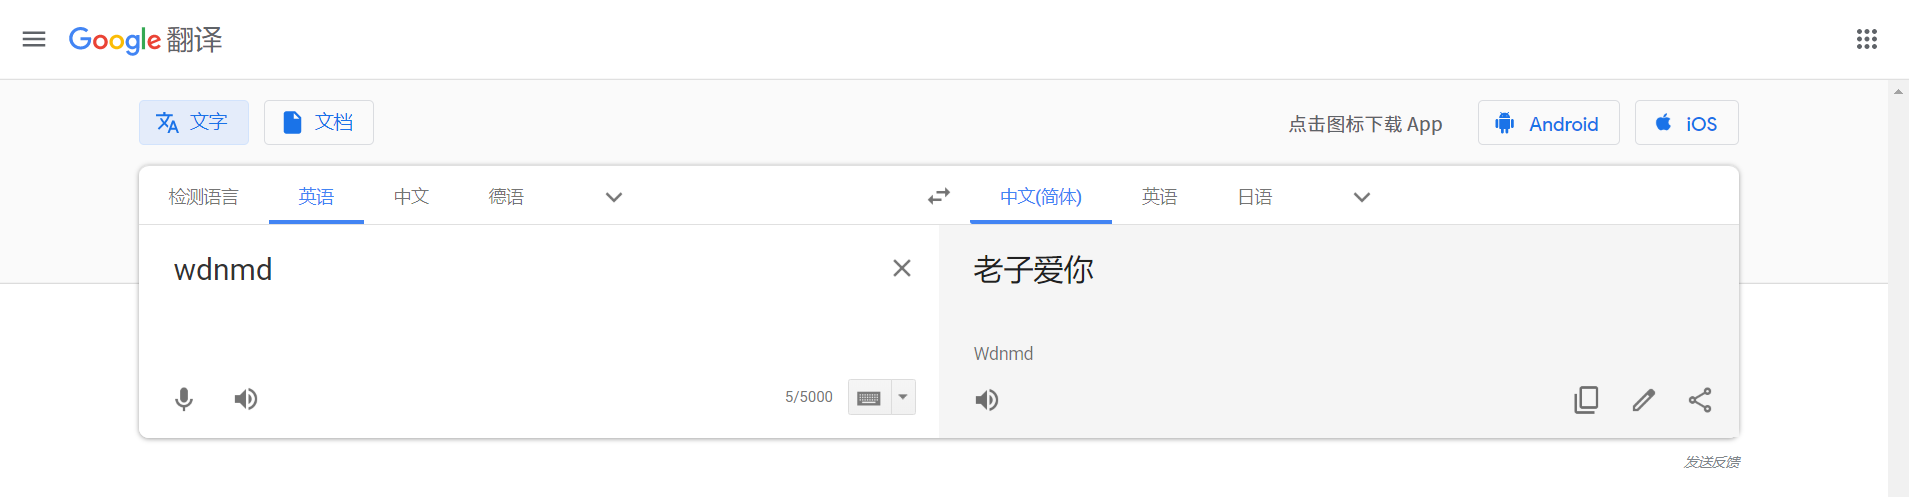 Google 翻译
文字 文档 点击图标下载 App Android iOS
检测语言 英语 中文 德语 中文(简体) 英语 日语
wdnmd 老子爱你
Wdnmd
5/5000
发送反馈